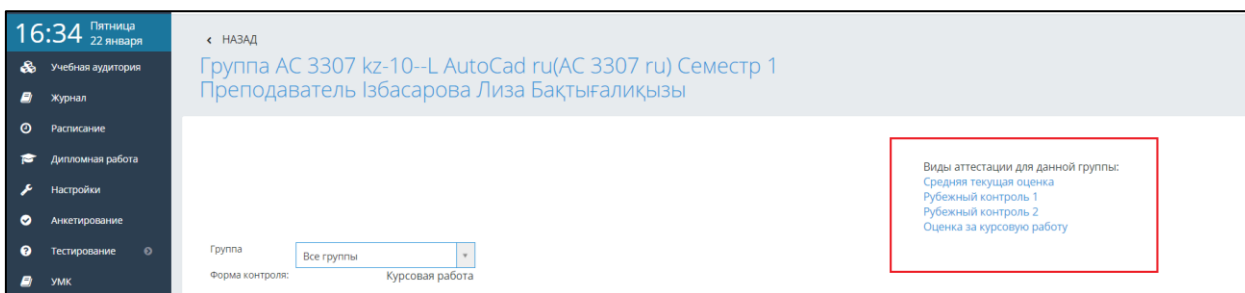 16:34 Пятница
22 января
Учебная аудитория
Журнал
Расписание
Дипломная работа
Настройки
Анкетирование
Тестирование
УМК
НАЗАД
Группа АС 3307 kz-10--L AutoCad ru(АС 3307 ru) Семестр 1
Преподаватель Ізбасарова Лиза Бақтығалиқызы
Виды аттестации для данной группы:
Средняя текущая оценка
Рубежный контроль 1
Рубежный контроль 2
Оценка за курсовую работу
Группа Все группы
Форма контроля: Курсовая работа